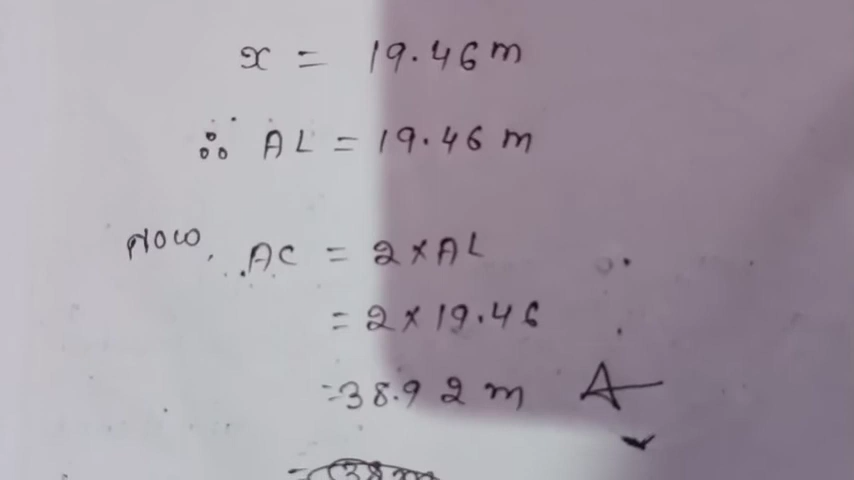 x = 19.46 m
∴ AL = 19.46 m
Now, AC = 2 × AL
= 2 × 19.46
= 38.92 m A